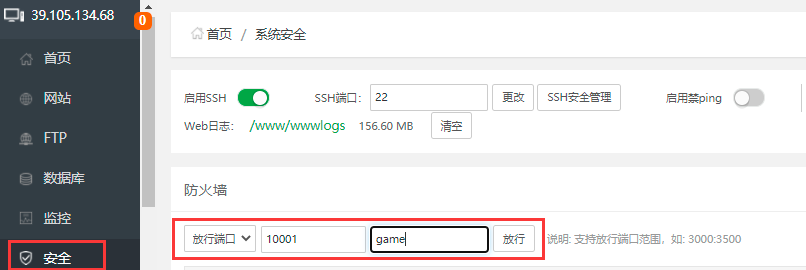 39.105.134.68
0
首页
网站
FTP
数据库
监控
安全
首页 / 系统安全
启用SSH SSH端口: 22 更改 SSH安全管理 启用禁ping
Web日志: /www/wwwlogs 156.60 MB 清空
防火墙
放行端口 10001 game 放行 说明: 支持放行端口范围，如: 3000:3500